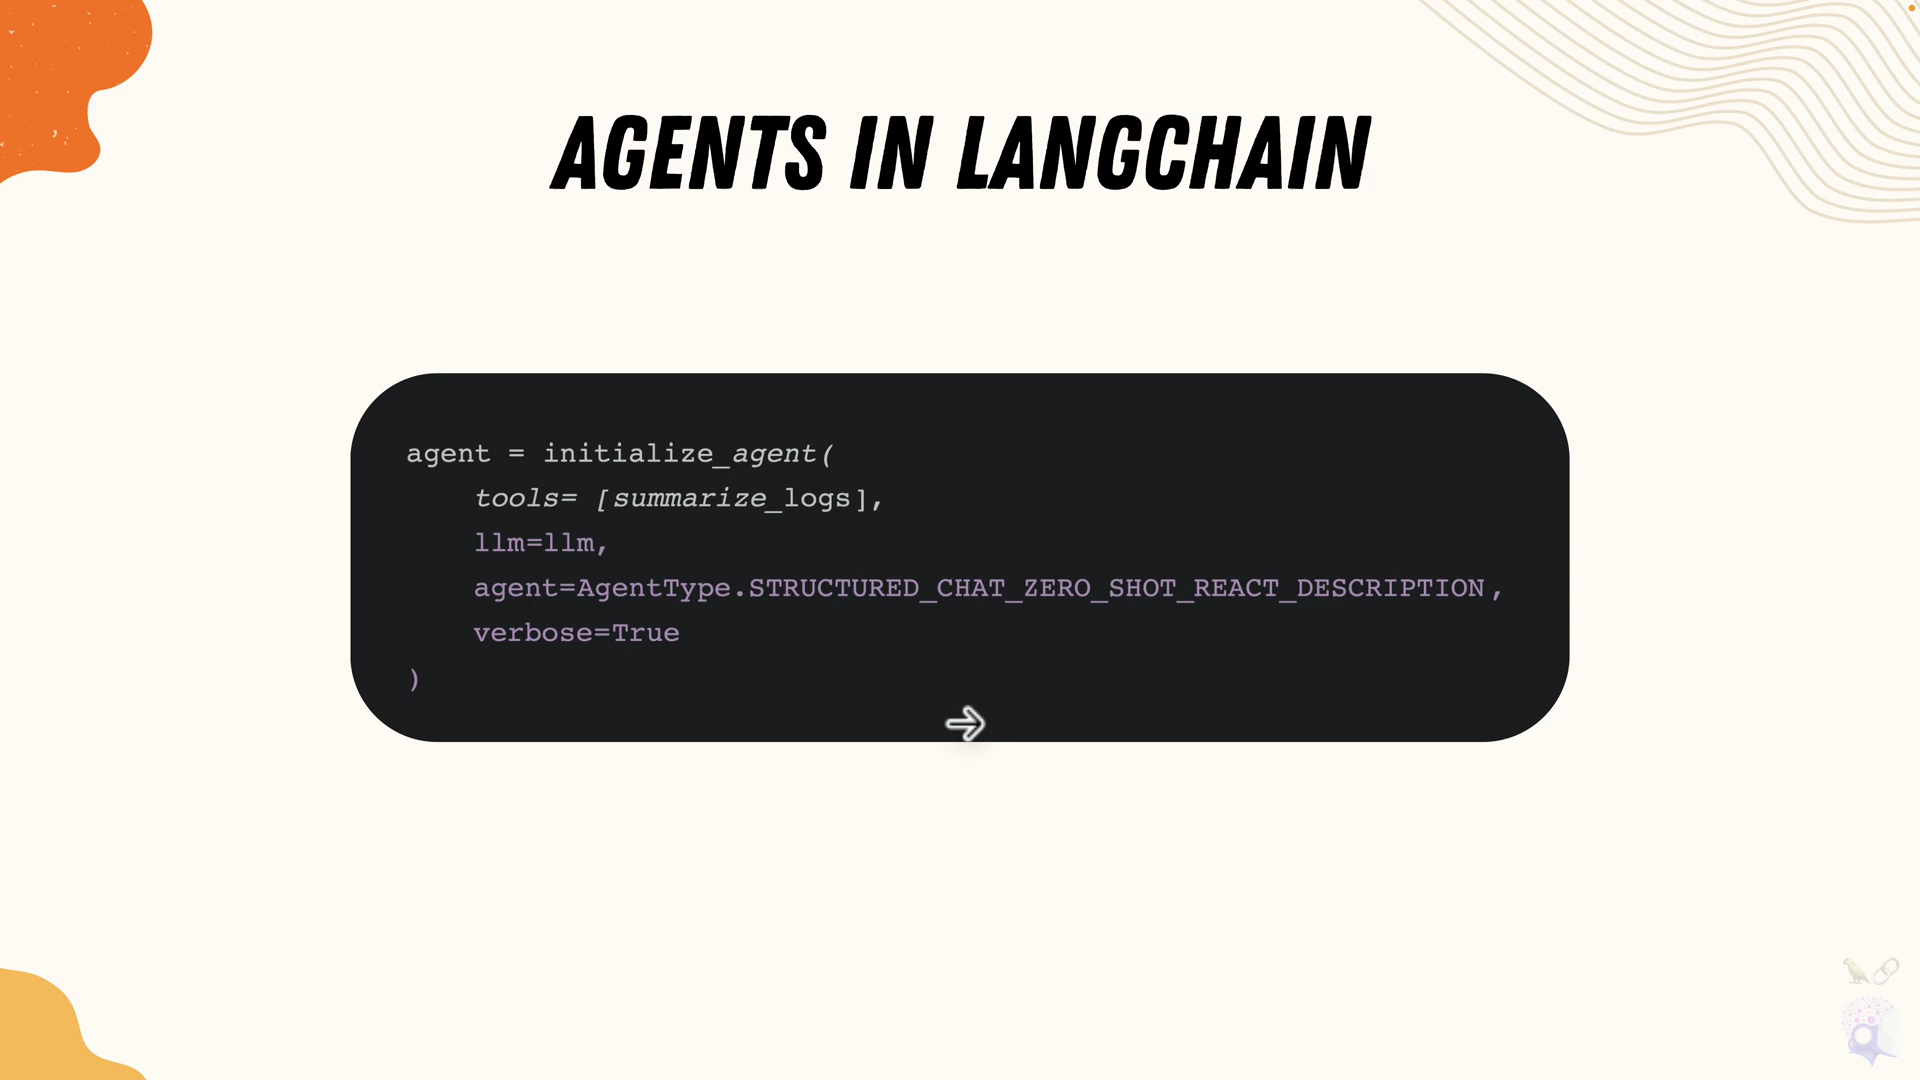 AGENTS IN LANGCHAIN
agent = initialize_agent(
tools= [summarize_logs],
llm=llm,
agent=AgentType.STRUCTURED_CHAT_ZERO_SHOT_REACT_DESCRIPTION,
verbose=True
)